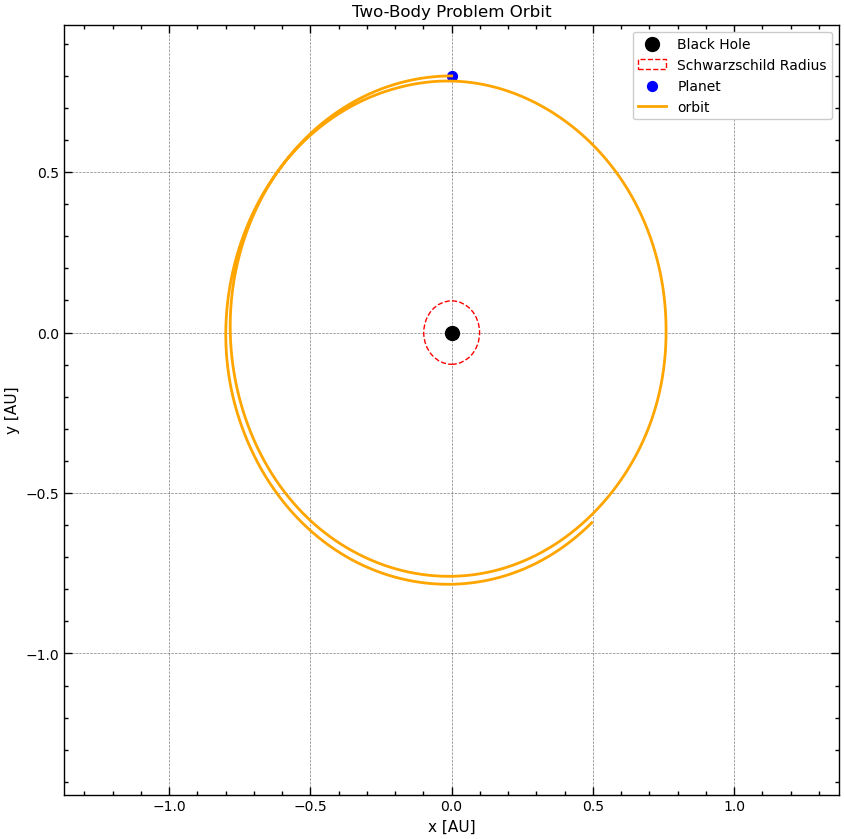 Two-Body Problem Orbit
Black Hole
Schwarzschild Radius
Planet
orbit
0.5
0.0
−0.5
−1.0
−1.0
−0.5
0.0
0.5
1.0
y [AU]
x [AU]